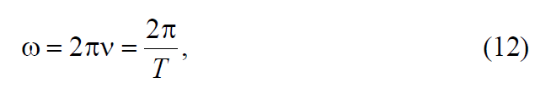 ω = 2πν = 2π/T, (12)